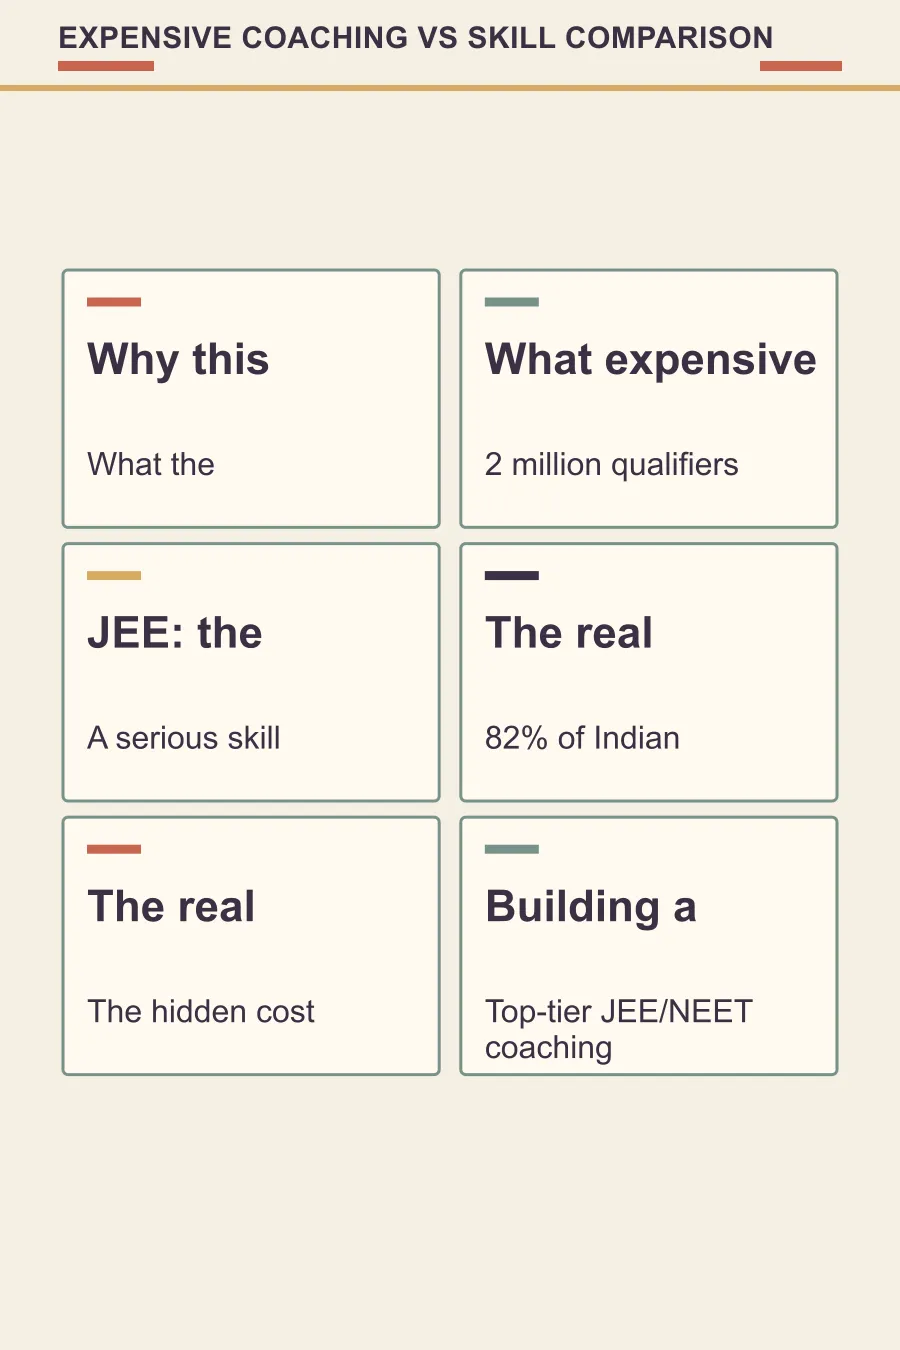 EXPENSIVE COACHING VS SKILL COMPARISON
Why this
What the
What expensive
2 million qualifiers
JEE: the
A serious skill
The real
82% of Indian
The real
The hidden cost
Building a
Top-tier JEE/NEET
coaching